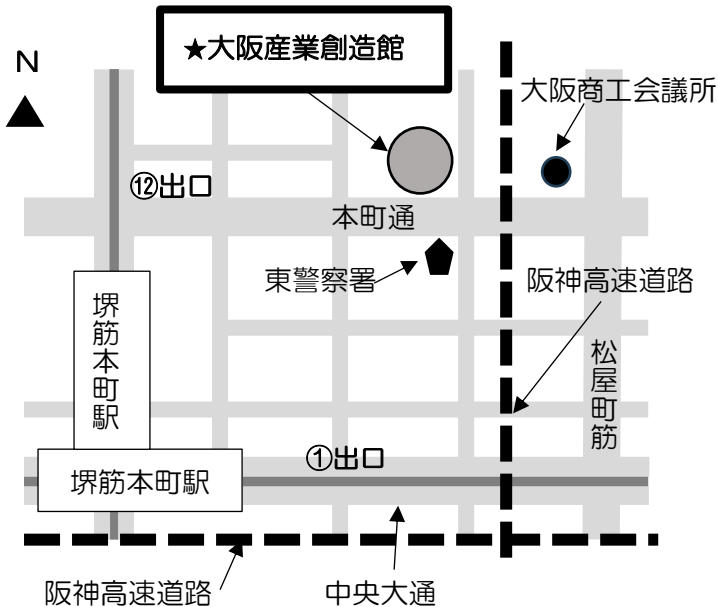 ★大阪産業創造館
N
大阪商工会議所
⑫出口
本町通
東警察署
阪神高速道路
堺筋本町駅
松屋町筋
①出口
堺筋本町駅
阪神高速道路
中央大通